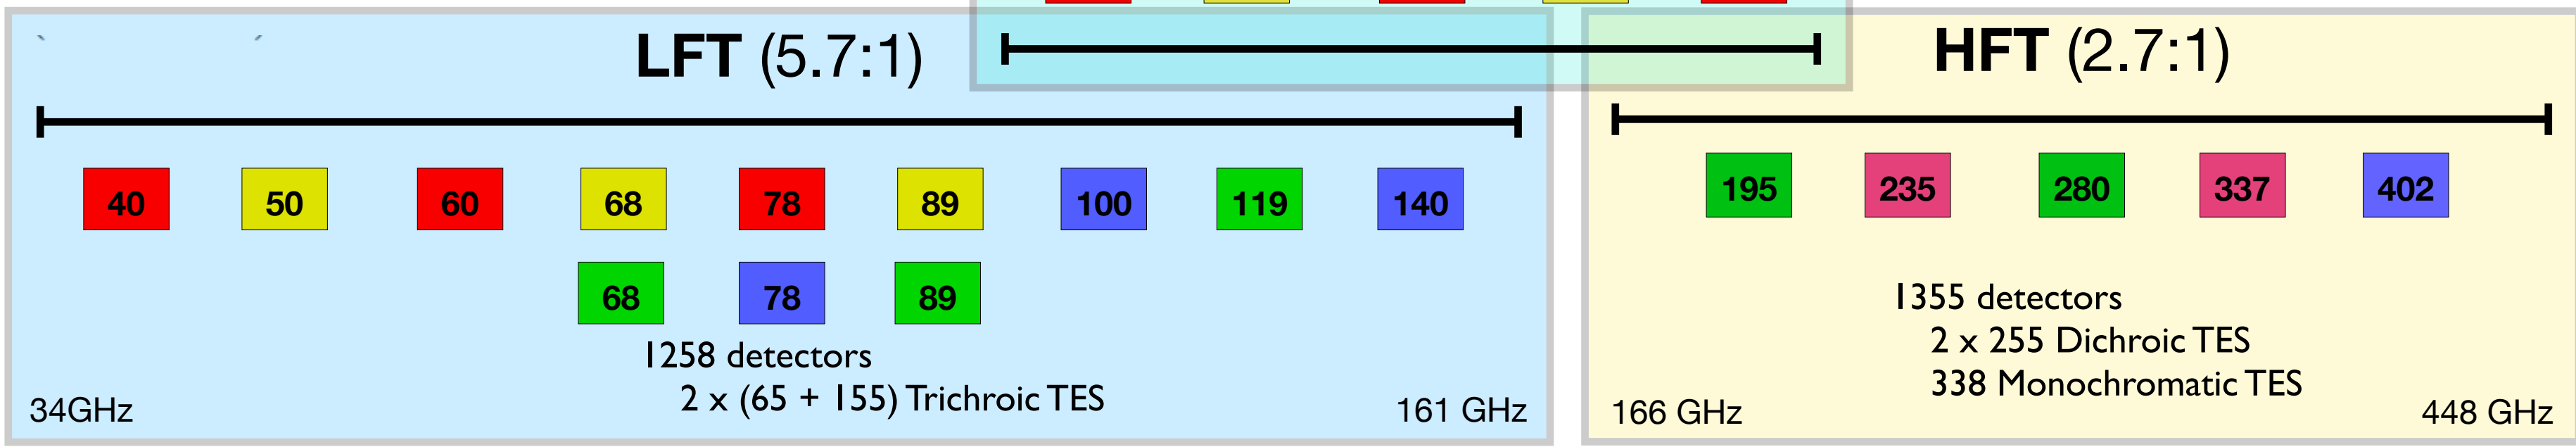 LFT (5.7:1)
40 50 60 68 78 89 100 119 140
68 78 89
1258 detectors
2 x (65 + 155) Trichroic TES
34GHz
161 GHz
HFT (2.7:1)
195 235 280 337 402
1355 detectors
2 x 255 Dichroic TES
338 Monochromatic TES
166 GHz
448 GHz